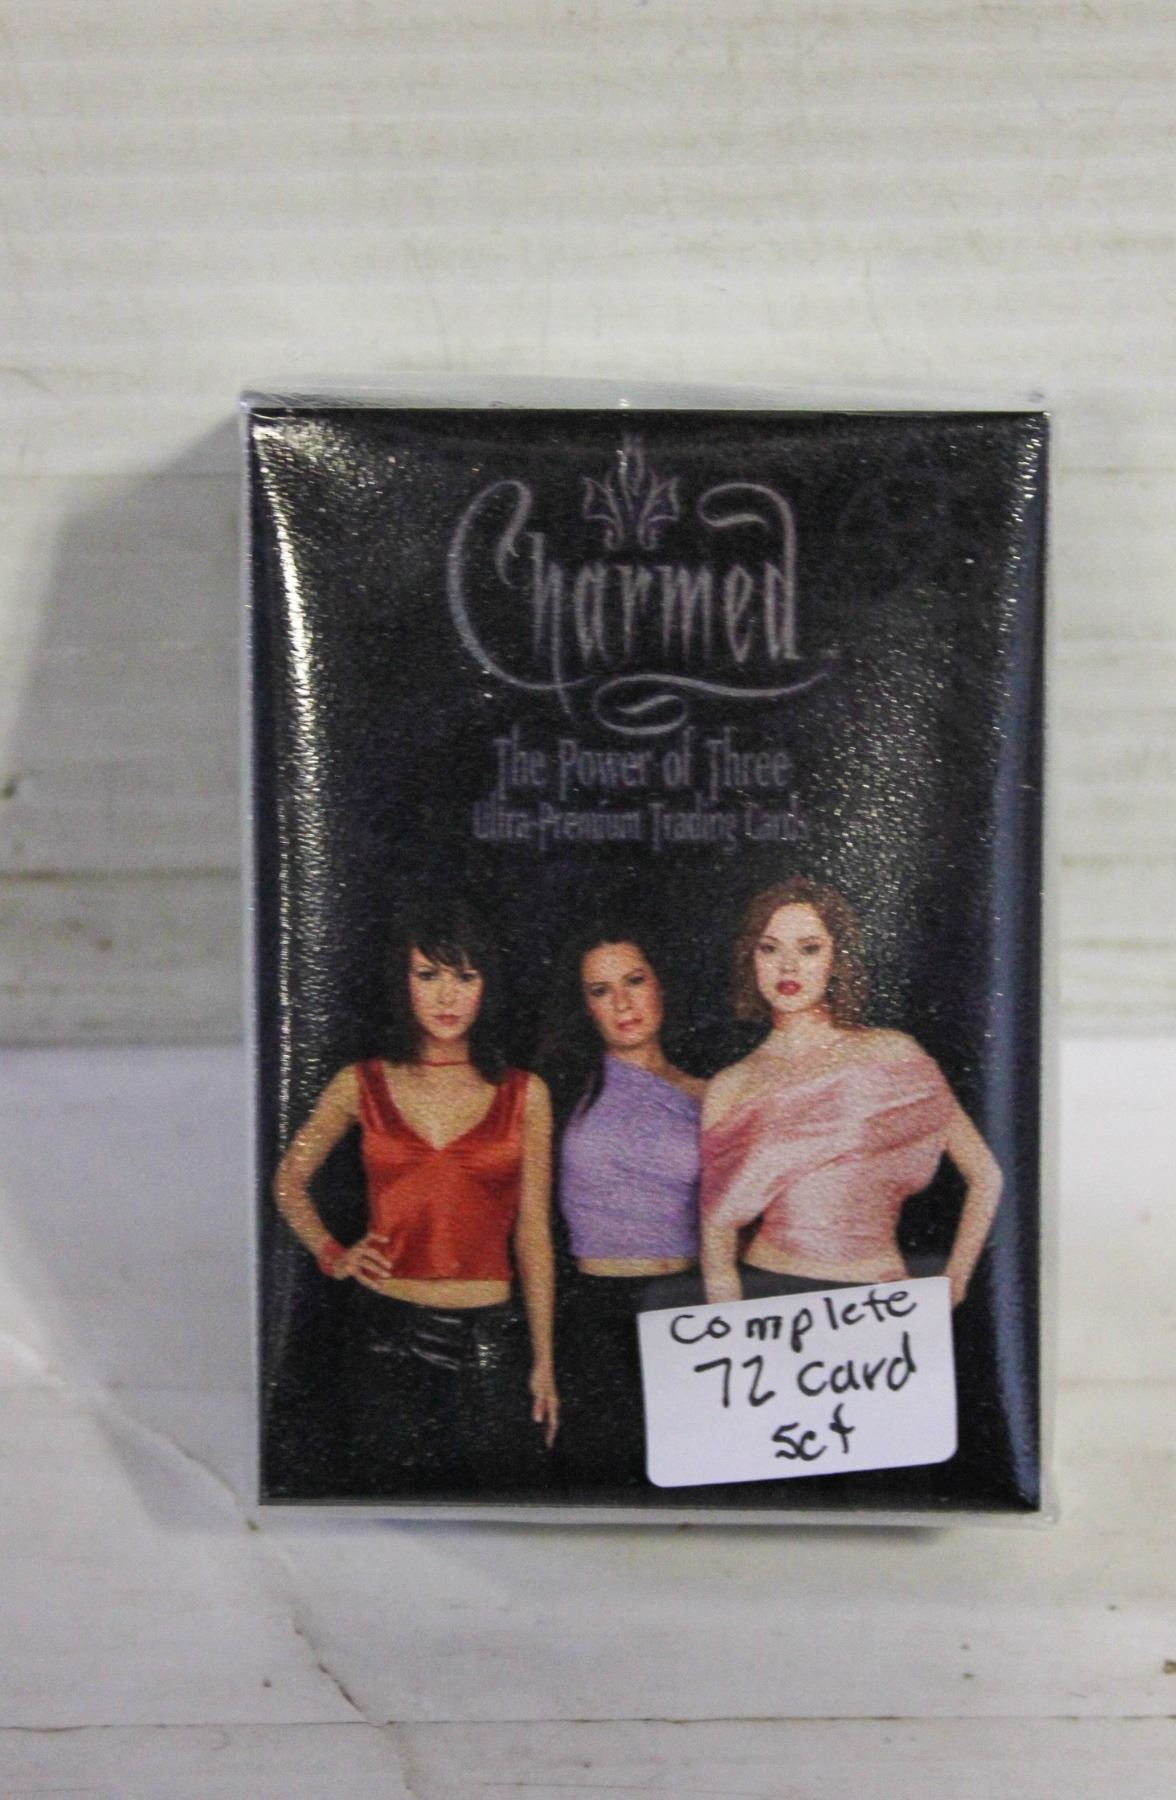 Charmed
The Power of Three
Ultra-Premium Trading Cards
Complete
72 card
set